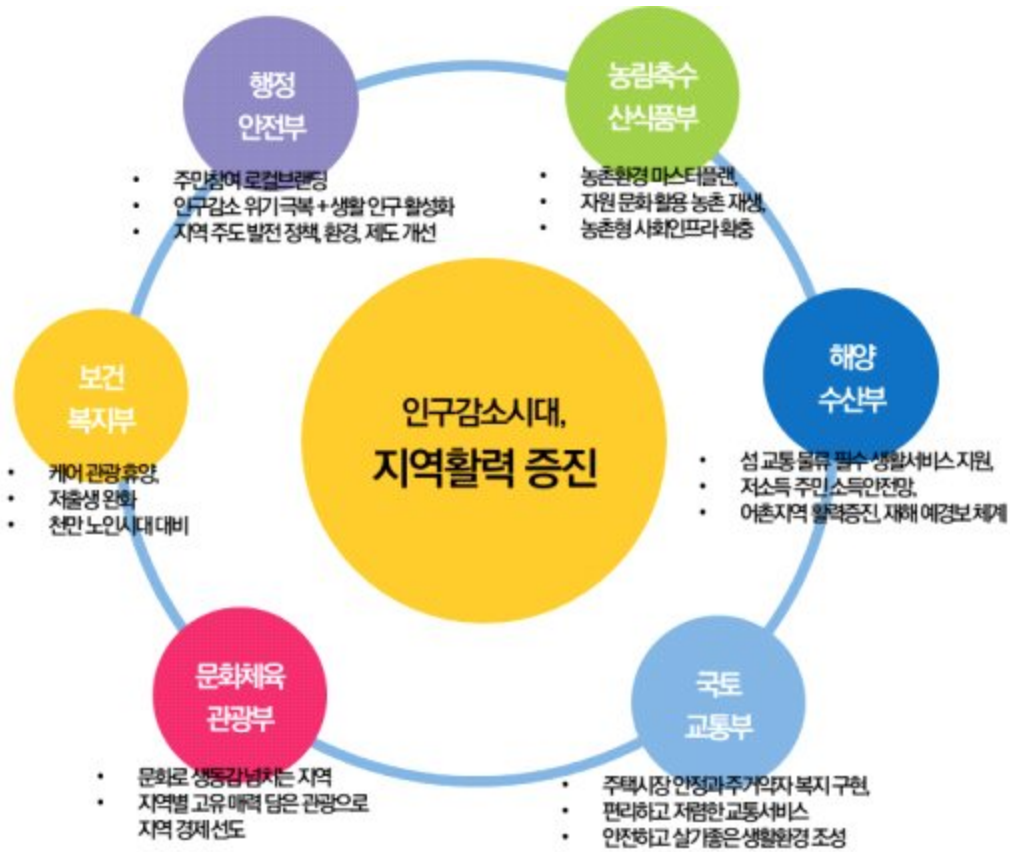 행정
안전부
• 주민참여 로컬브랜딩
• 인구감소 위기 극복 + 생활 인구 활성화
• 지역 주도 발전 정책, 환경, 제도 개선
농림축수
산식품부
• 농촌환경 마스터플랜,
• 자원 문화 활용 농촌 재생,
• 농촌형 사회인프라 확충
인구감소시대,
지역활력 증진
해양
수산부
• 섬 교통 물류 필수 생활서비스 지원,
• 저소득 주민 소득안전망,
• 어촌지역 활력증진, 재해 예경보 체계
보건
복지부
• 케어 관광 휴양,
• 저출생 완화
• 천만 노인시대 대비
문화체육
관광부
• 문화로 생동감 넘치는 지역
• 지역별 고유 매력 담은 관광으로
지역 경제 선도
국토
교통부
• 주택시장 안정과 주거약자 복지 구현,
• 편리하고 저렴한 교통서비스
• 안전하고 살기좋은 생활환경 조성